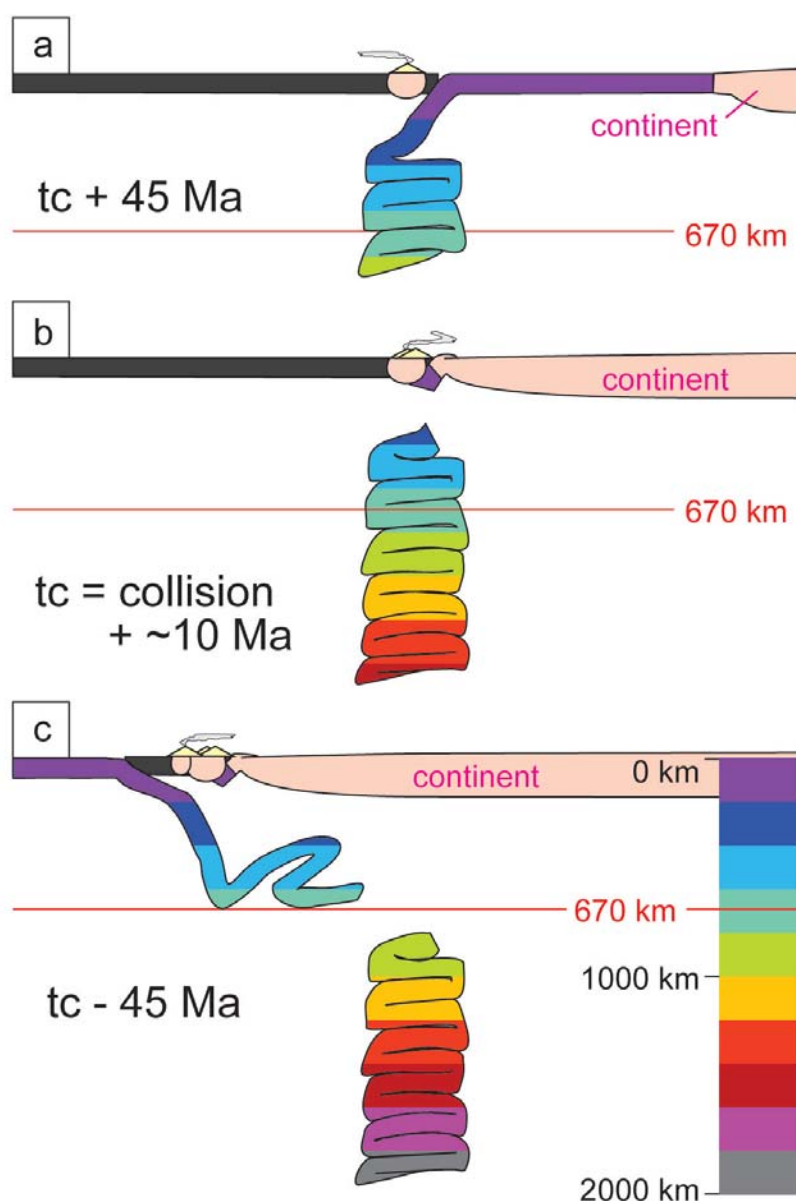 a
continent
tc + 45 Ma
670 km
b
continent
670 km
tc = collision
+ ~10 Ma
c
continent
0 km
670 km
1000 km
tc - 45 Ma
2000 km